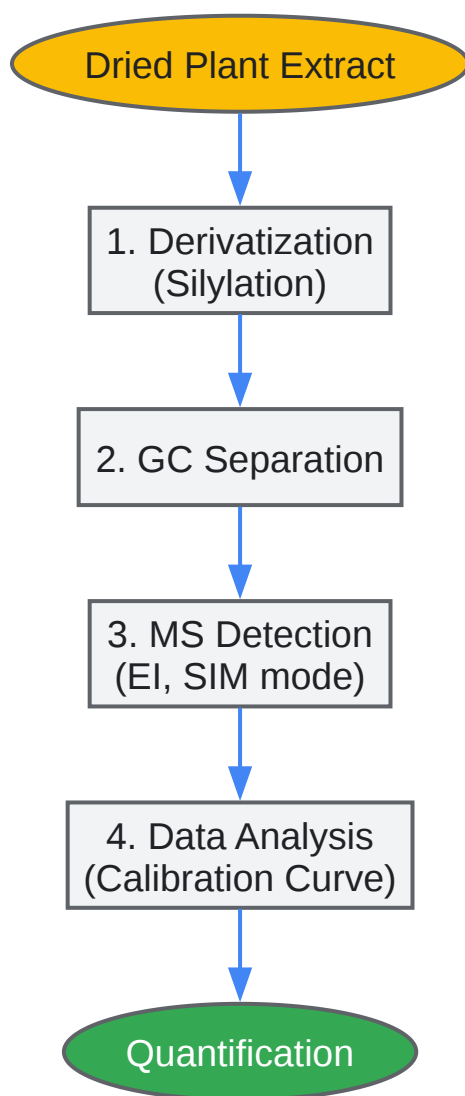 Dried Plant Extract
1. Derivatization
(Silylation)
2. GC Separation
3. MS Detection
(EI, SIM mode)
4. Data Analysis
(Calibration Curve)
Quantification